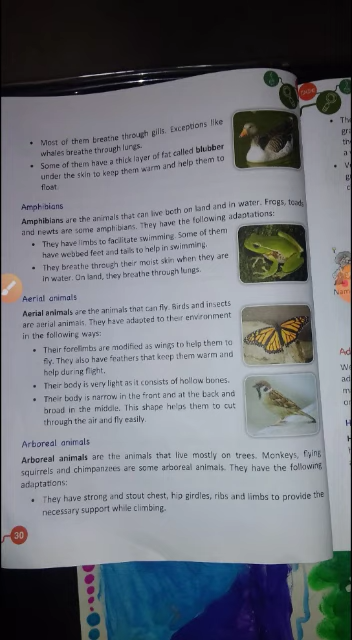 • Most of them breathe through gills. Exceptions like
whales breathe through lungs.
• Some of them have a thick layer of fat called blubber
under the skin to keep them warm and help them to
float.
Amphibians
Amphibians are the animals that can live both on land and in water. Frogs, toads
and newts are some amphibians. They have the following adaptations:
• They have limbs to facilitate swimming. Some of them
have webbed feet and tails to help in swimming.
• They breathe through their moist skin when they are
in water. On land, they breathe through lungs.
Aerial animals
Aerial animals are the animals that can fly. Birds and insects
are aerial animals. They have adapted to their environment
in the following ways:
• Their forelimbs are modified as wings to help them to
fly. They also have feathers that keep them warm and
help during flight.
• Their body is very light as it consists of hollow bones.
• Their body is narrow in the front and at the back and
broad in the middle. This shape helps them to cut
through the air and fly easily.
Arboreal animals
Arboreal animals are the animals that live mostly on trees. Monkeys, flying
squirrels and chimpanzees are some arboreal animals. They have the following
adaptations:
• They have strong and stout chest, hip girdles, ribs and limbs to provide the
necessary support while climbing.
30